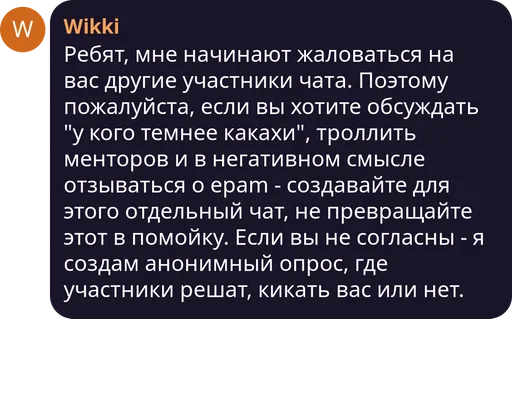 W
Wikki
Ребят, мне начинают жаловаться на
вас другие участники чата. Поэтому
пожалуйста, если вы хотите обсуждать
"у кого темнее какахи", троллить
менторов и в негативном смысле
отзываться о epam - создавайте для
этого отдельный чат, не превращайте
этот в помойку. Если вы не согласны - я
создам анонимный опрос, где
участники решат, кикать вас или нет.